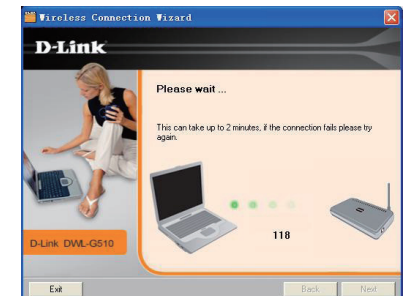 Wireless Connection Wizard
D-Link
Please wait ...
This can take up to 2 minutes, if the connection fails please try
again.
118
D-Link DWL-G510
Exit
Back
Next